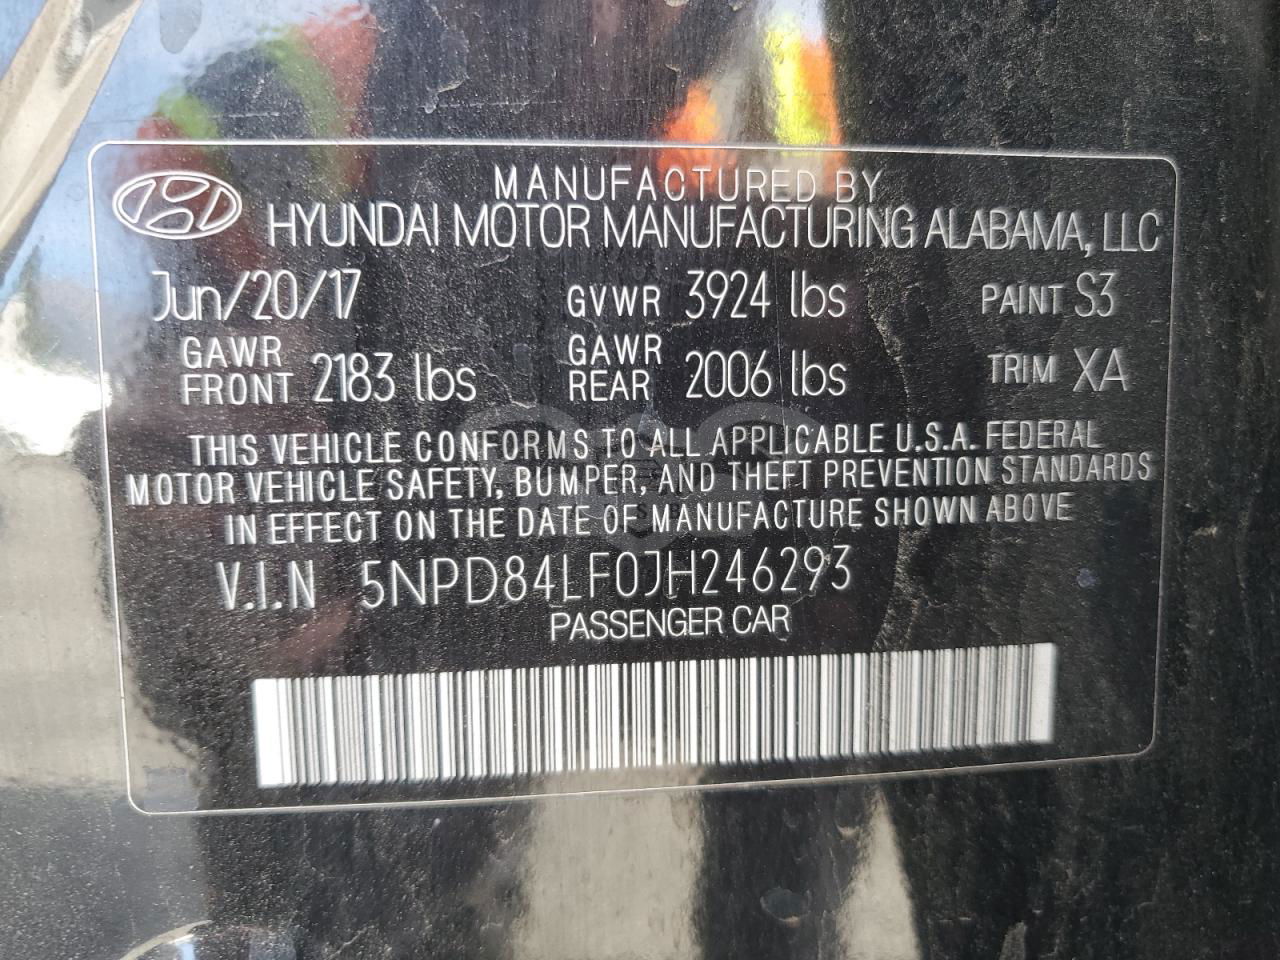 MANUFACTURED BY
HYUNDAI MOTOR MANUFACTURING ALABAMA, LLC
Jun/20/17 GVWR 3924 lbs PAINT S3
GAWR FRONT 2183 lbs GAWR REAR 2006 lbs TRIM XA
THIS VEHICLE CONFORMS TO ALL APPLICABLE U.S.A. FEDERAL
MOTOR VEHICLE SAFETY, BUMPER, AND THEFT PREVENTION STANDARDS
IN EFFECT ON THE DATE OF MANUFACTURE SHOWN ABOVE
V.I.N 5NPD84LF0JH246293
PASSENGER CAR